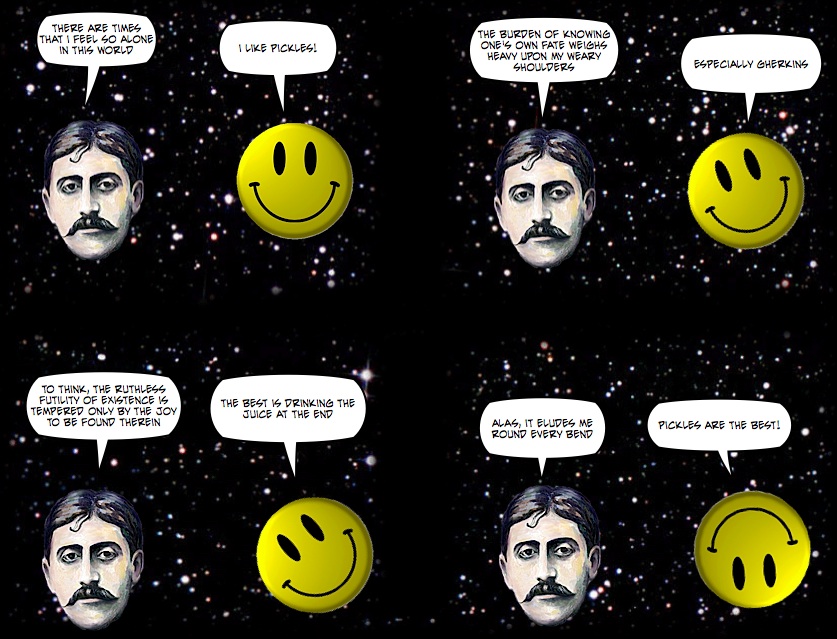 THERE ARE TIMES
THAT I FEEL SO ALONE
IN THIS WORLD
I LIKE PICKLES!
THE BURDEN OF KNOWING
ONE'S OWN FATE WEIGHS
HEAVY UPON MY WEARY
SHOULDERS
ESPECIALLY GHERKINS
TO THINK, THE RUTHLESS
FUTILITY OF EXISTENCE IS
TEMPERED ONLY BY THE JOY
TO BE FOUND THEREIN
THE BEST IS DRINKING THE
JUICE AT THE END
ALAS, IT ELUDES ME
ROUND EVERY BEND
PICKLES ARE THE BEST!